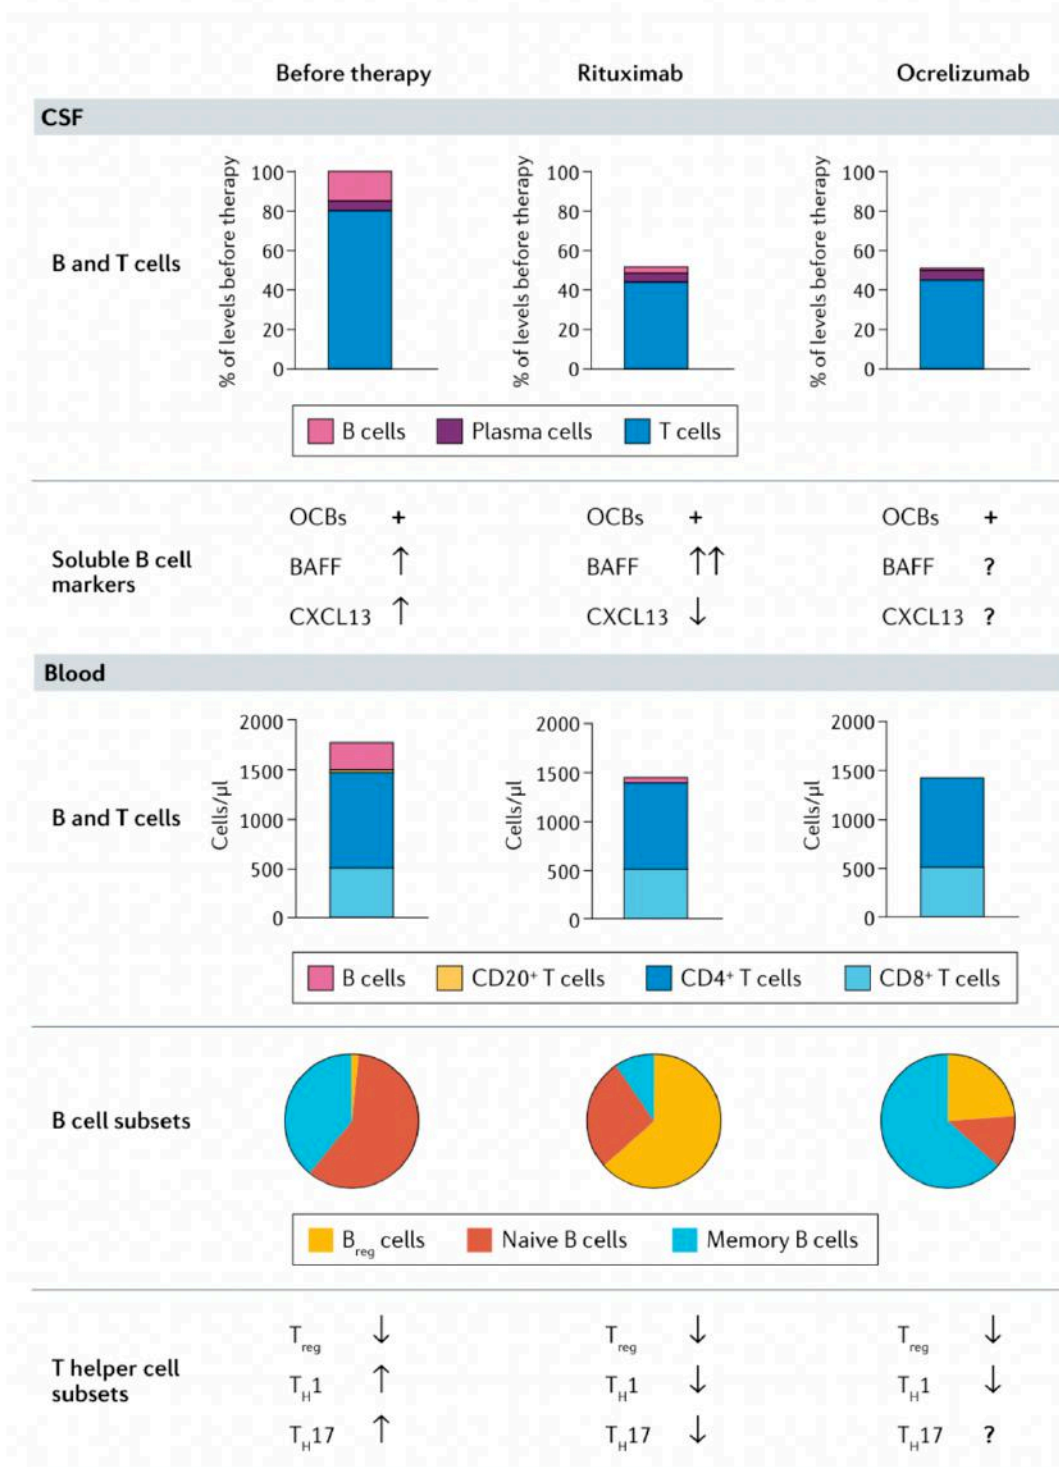 Before therapy Rituximab Ocrelizumab
CSF
B and T cells
% of levels before therapy
100
80
60
40
20
0
% of levels before therapy
100
80
60
40
20
0
% of levels before therapy
100
80
60
40
20
0
B cells Plasma cells T cells
Soluble B cell
markers
OCBs + OCBs + OCBs +
BAFF ↑ BAFF ↑↑ BAFF ?
CXCL13 ↑ CXCL13 ↓ CXCL13 ?
Blood
B and T cells
Cells/µl
2000
1500
1000
500
0
Cells/µl
2000
1500
1000
500
0
Cells/µl
2000
1500
1000
500
0
B cells CD20⁺ T cells CD4⁺ T cells CD8⁺ T cells
B cell subsets
Breg cells Naive B cells Memory B cells
T helper cell
subsets
Treg ↓ Treg ↓ Treg ↓
TH1 ↑ TH1 ↓ TH1 ↓
TH17 ↑ TH17 ↓ TH17 ?